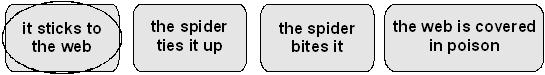 it sticks to
the web
the spider
ties it up
the spider
bites it
the web is covered
in poison